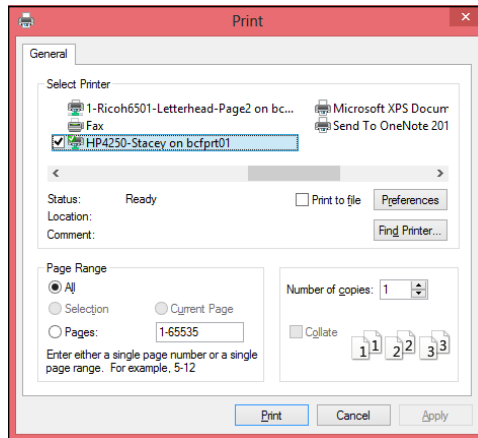 Print
General
Select Printer
1-Ricoh6501-Letterhead-Page2 on bc...
Microsoft XPS Docum
Fax
Send To OneNote 201
HP4250-Stacey on bcfprt01
Status: Ready
Print to file
Preferences
Location:
Comment:
Find Printer...
Page Range
All
Number of copies: 1
Selection
Current Page
Pages: 1-65535
Collate
1 1 2 2 3 3
Enter either a single page number or a single
page range. For example, 5-12
Print
Cancel
Apply